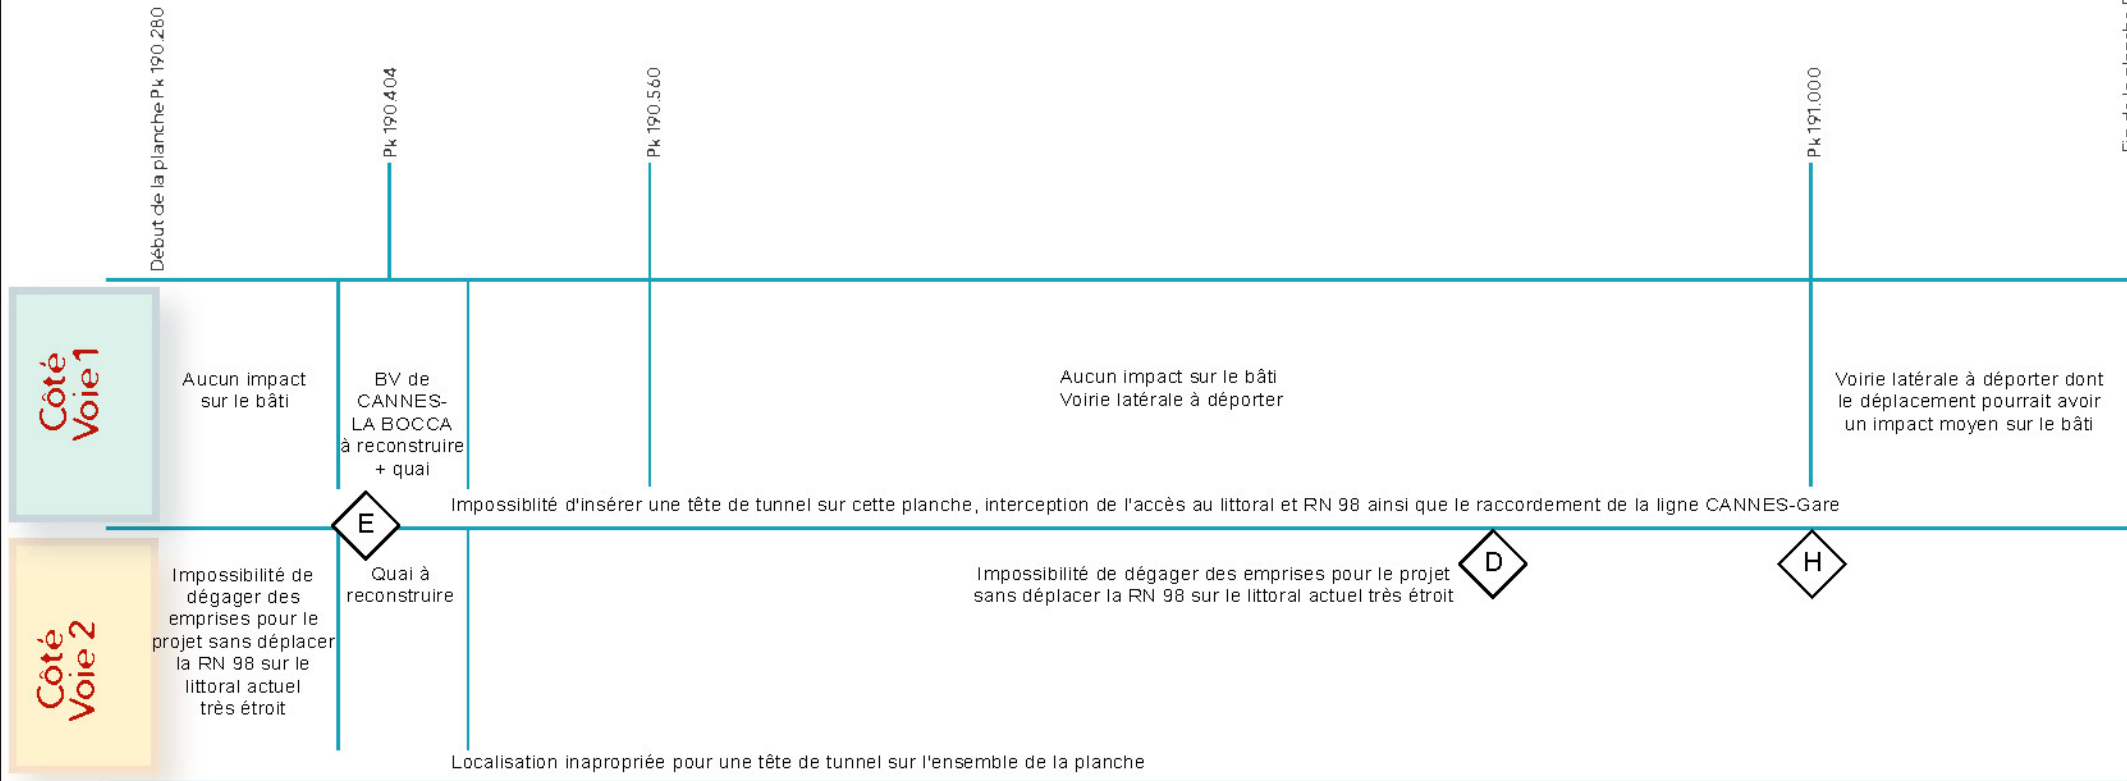 Début de la planche Pk 190.280
Pk 190.404
Pk 190.560
Pk 191.000
Côté
Voie 1
Aucun impact
sur le bâti
BV de
CANNES-
LA BOCCA
à reconstruire
+ quai
Aucun impact sur le bâti
Voirie latérale à déporter
Voirie latérale à déporter dont
le déplacement pourrait avoir
un impact moyen sur le bâti
Impossiblité d'insérer une tête de tunnel sur cette planche, interception de l'accès au littoral et RN 98 ainsi que le raccordement de la ligne CANNES-Gare
E
D
H
Côté
Voie 2
Impossibilité de
dégager des
emprises pour le
projet sans déplacer
la RN 98 sur le
littoral actuel
très étroit
Quai à
reconstruire
Impossibilité de dégager des emprises pour le projet
sans déplacer la RN 98 sur le littoral actuel très étroit
Localisation inapropriée pour une tête de tunnel sur l'ensemble de la planche